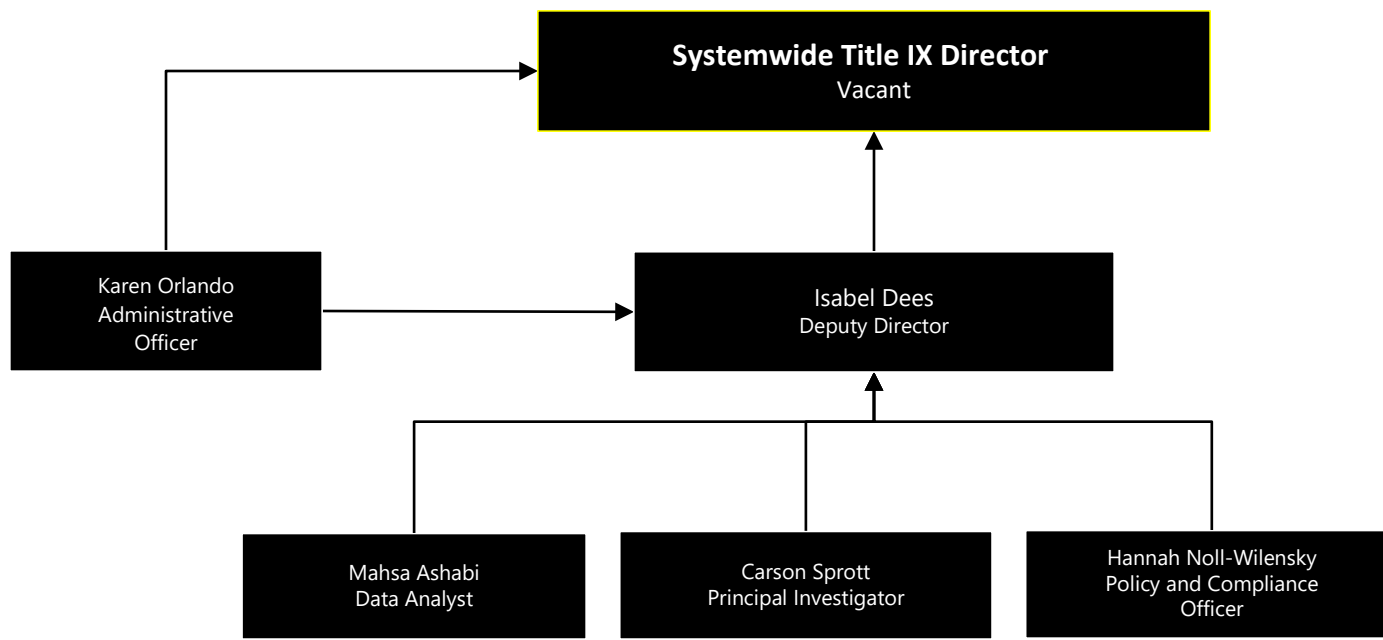 Systemwide Title IX Director
Vacant
Karen Orlando
Administrative
Officer
Isabel Dees
Deputy Director
Mahsa Ashabi
Data Analyst
Carson Sprott
Principal Investigator
Hannah Noll-Wilensky
Policy and Compliance
Officer